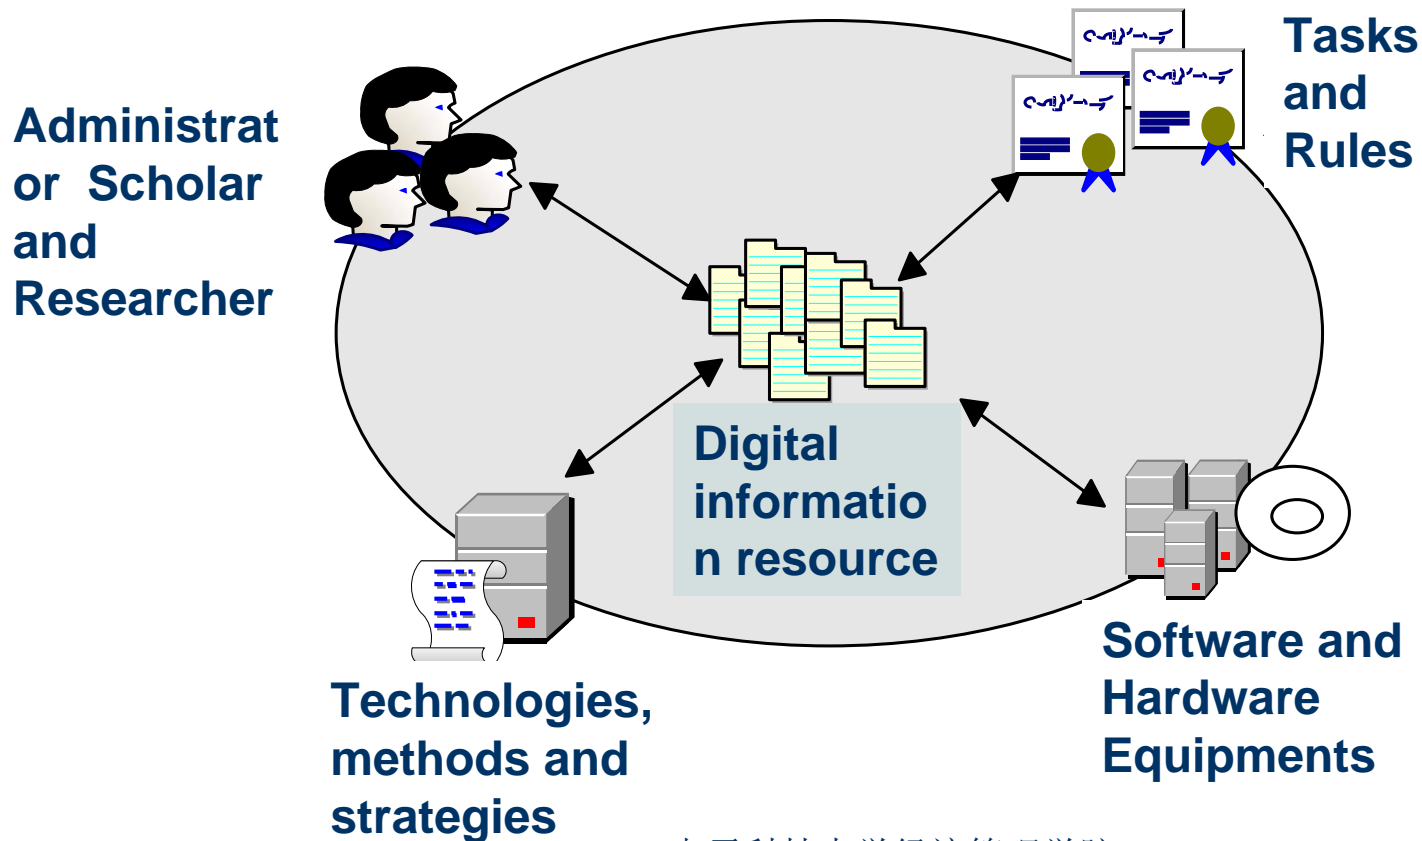 Tasks
and
Rules
Administrat
or Scholar
and
Researcher
Digital
informatio
n resource
Software and
Hardware
Equipments
Technologies,
methods and
strategies